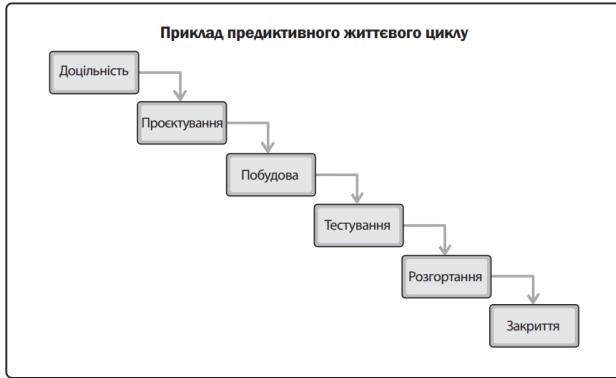 Приклад предиктивного життєвого циклу
Доцільність
Проєктування
Побудова
Тестування
Розгортання
Закриття